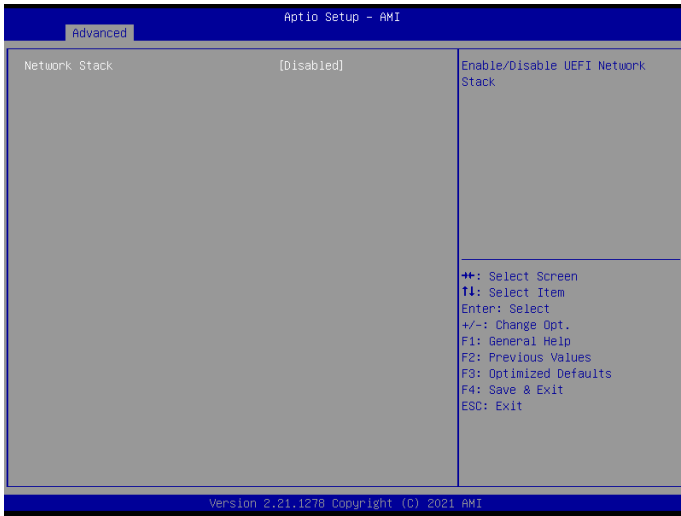 Aptio Setup – AMI
Advanced
Network Stack [Disabled]
Enable/Disable UEFI Network
Stack
→←: Select Screen
↑↓: Select Item
Enter: Select
+/-: Change Opt.
F1: General Help
F2: Previous Values
F3: Optimized Defaults
F4: Save & Exit
ESC: Exit
Version 2.21.1278 Copyright (C) 2021 AMI